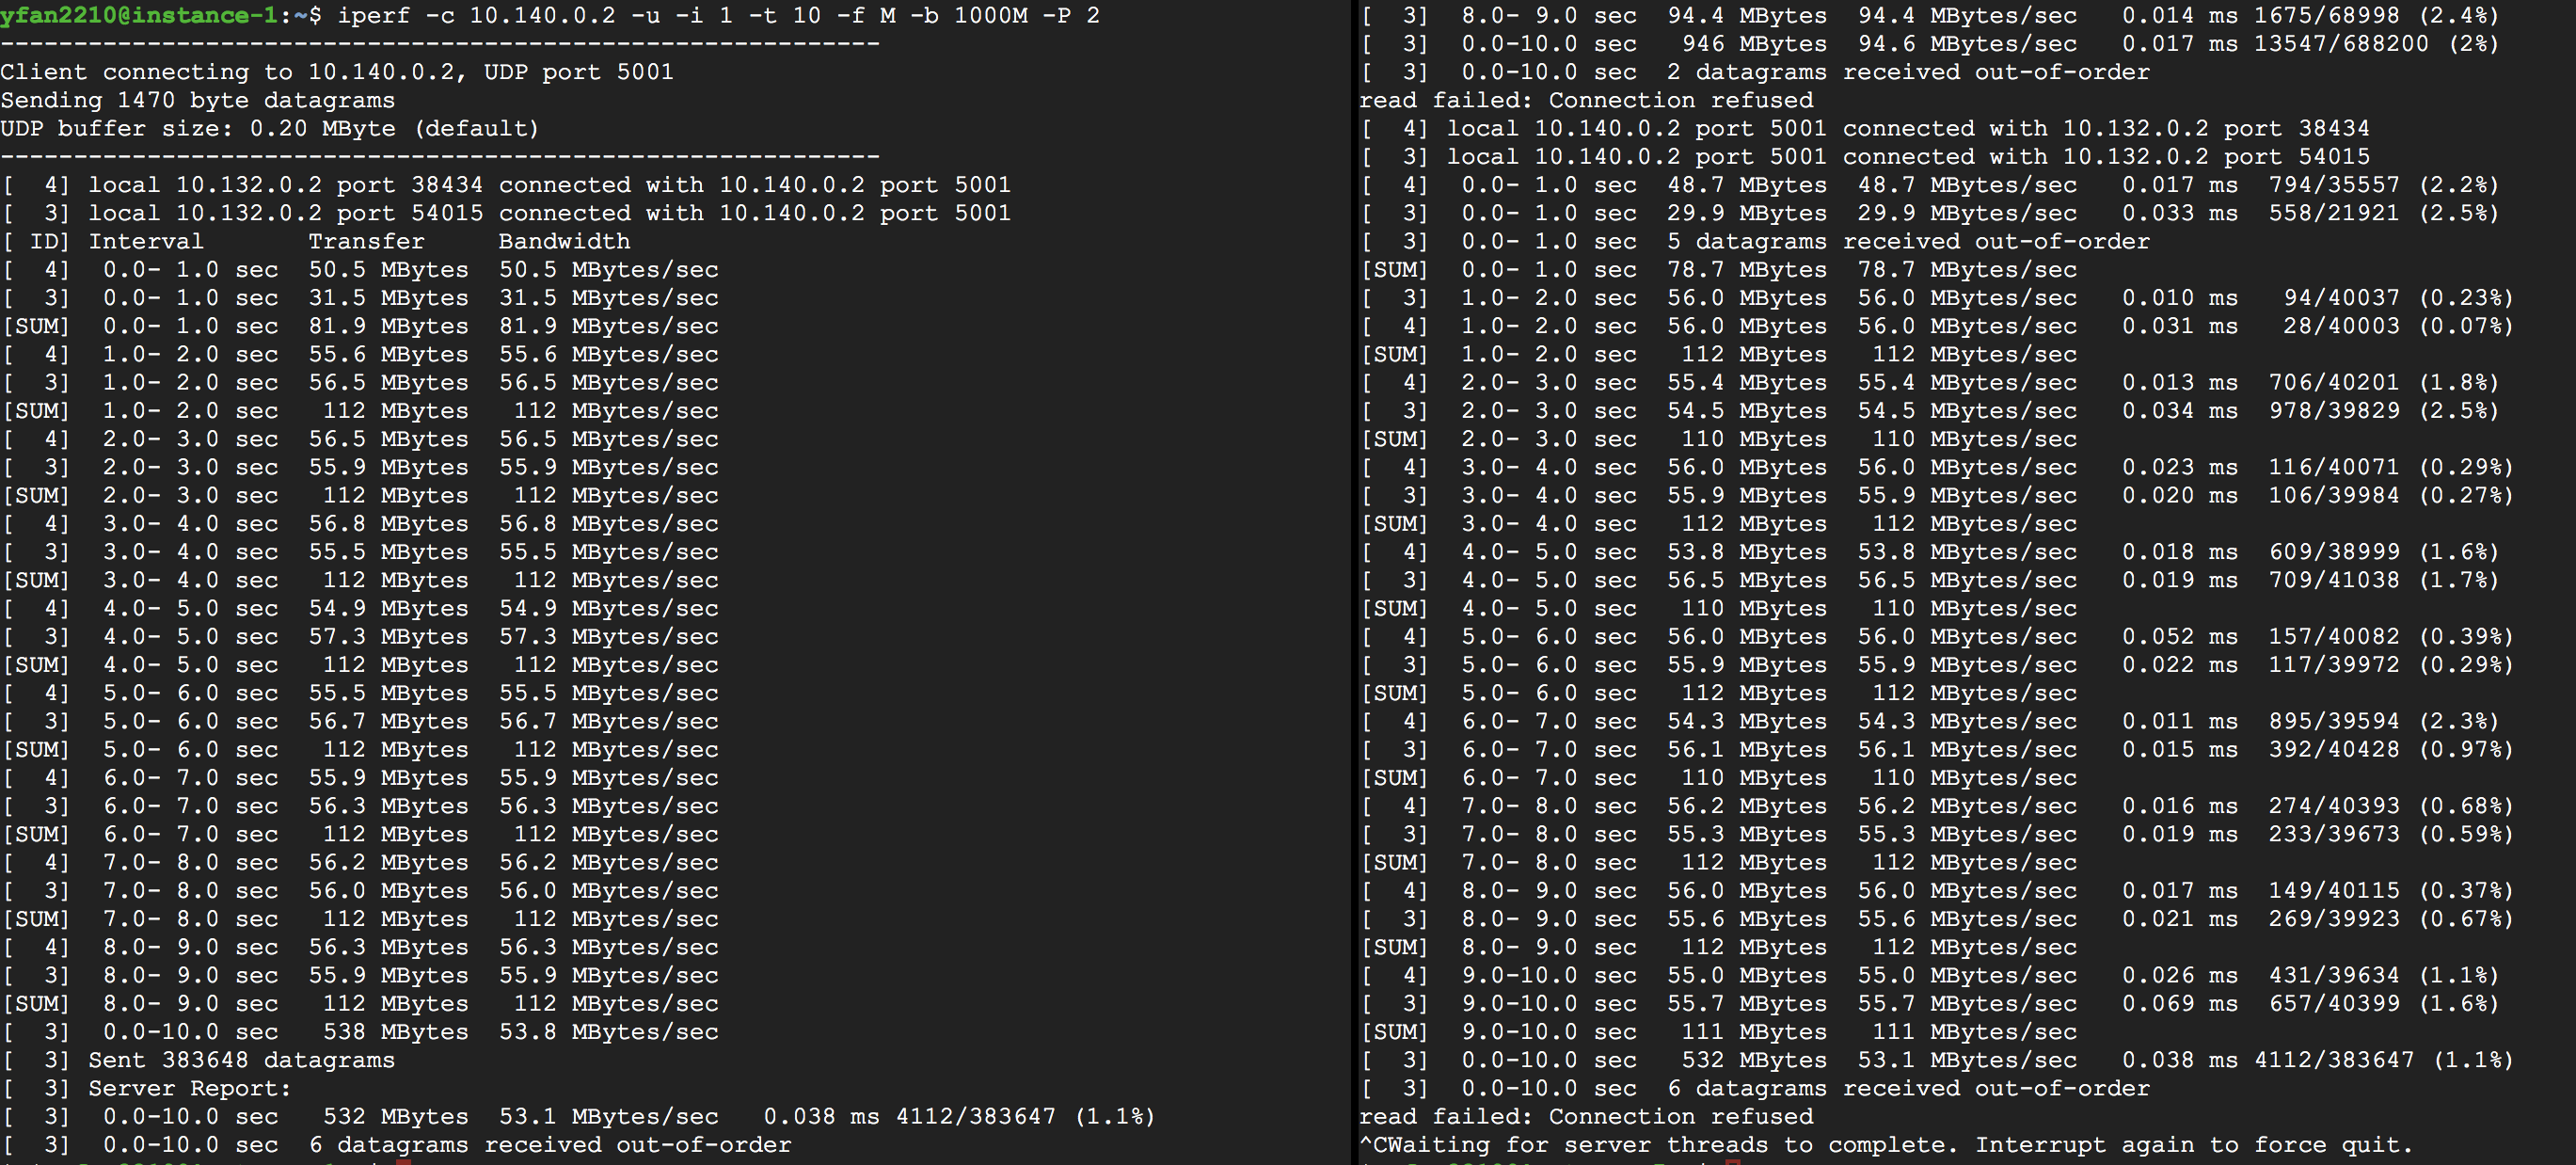 yfan2210@instance-1:~$ iperf -c 10.140.0.2 -u -i 1 -t 10 -f M -b 1000M -P 2
------------------------------------------------------------
Client connecting to 10.140.0.2, UDP port 5001
Sending 1470 byte datagrams
UDP buffer size: 0.20 MByte (default)
------------------------------------------------------------
[  4] local 10.132.0.2 port 38434 connected with 10.140.0.2 port 5001
[  3] local 10.132.0.2 port 54015 connected with 10.140.0.2 port 5001
[ ID] Interval       Transfer     Bandwidth
[  4]  0.0- 1.0 sec  50.5 MBytes  50.5 MBytes/sec
[  3]  0.0- 1.0 sec  31.5 MBytes  31.5 MBytes/sec
[SUM]  0.0- 1.0 sec  81.9 MBytes  81.9 MBytes/sec
[  4]  1.0- 2.0 sec  55.6 MBytes  55.6 MBytes/sec
[  3]  1.0- 2.0 sec  56.5 MBytes  56.5 MBytes/sec
[SUM]  1.0- 2.0 sec   112 MBytes   112 MBytes/sec
[  4]  2.0- 3.0 sec  56.5 MBytes  56.5 MBytes/sec
[  3]  2.0- 3.0 sec  55.9 MBytes  55.9 MBytes/sec
[SUM]  2.0- 3.0 sec   112 MBytes   112 MBytes/sec
[  4]  3.0- 4.0 sec  56.8 MBytes  56.8 MBytes/sec
[  3]  3.0- 4.0 sec  55.5 MBytes  55.5 MBytes/sec
[SUM]  3.0- 4.0 sec   112 MBytes   112 MBytes/sec
[  4]  4.0- 5.0 sec  54.9 MBytes  54.9 MBytes/sec
[  3]  4.0- 5.0 sec  57.3 MBytes  57.3 MBytes/sec
[SUM]  4.0- 5.0 sec   112 MBytes   112 MBytes/sec
[  4]  5.0- 6.0 sec  55.5 MBytes  55.5 MBytes/sec
[  3]  5.0- 6.0 sec  56.7 MBytes  56.7 MBytes/sec
[SUM]  5.0- 6.0 sec   112 MBytes   112 MBytes/sec
[  4]  6.0- 7.0 sec  55.9 MBytes  55.9 MBytes/sec
[  3]  6.0- 7.0 sec  56.3 MBytes  56.3 MBytes/sec
[SUM]  6.0- 7.0 sec   112 MBytes   112 MBytes/sec
[  4]  7.0- 8.0 sec  56.2 MBytes  56.2 MBytes/sec
[  3]  7.0- 8.0 sec  56.0 MBytes  56.0 MBytes/sec
[SUM]  7.0- 8.0 sec   112 MBytes   112 MBytes/sec
[  4]  8.0- 9.0 sec  56.3 MBytes  56.3 MBytes/sec
[  3]  8.0- 9.0 sec  55.9 MBytes  55.9 MBytes/sec
[SUM]  8.0- 9.0 sec   112 MBytes   112 MBytes/sec
[  3]  0.0-10.0 sec   538 MBytes  53.8 MBytes/sec
[  3] Sent 383648 datagrams
[  3] Server Report:
[  3]  0.0-10.0 sec   532 MBytes  53.1 MBytes/sec   0.038 ms 4112/383647 (1.1%)
[  3]  0.0-10.0 sec  6 datagrams received out-of-order
[  3]  8.0- 9.0 sec  94.4 MBytes  94.4 MBytes/sec   0.014 ms 1675/68998 (2.4%)
[  3]  0.0-10.0 sec   946 MBytes  94.6 MBytes/sec   0.017 ms 13547/688200 (2%)
[  3]  0.0-10.0 sec  2 datagrams received out-of-order
read failed: Connection refused
[  4] local 10.140.0.2 port 5001 connected with 10.132.0.2 port 38434
[  3] local 10.140.0.2 port 5001 connected with 10.132.0.2 port 54015
[  4]  0.0- 1.0 sec  48.7 MBytes  48.7 MBytes/sec   0.017 ms  794/35557 (2.2%)
[  3]  0.0- 1.0 sec  29.9 MBytes  29.9 MBytes/sec   0.033 ms  558/21921 (2.5%)
[  3]  0.0- 1.0 sec  5 datagrams received out-of-order
[SUM]  0.0- 1.0 sec  78.7 MBytes  78.7 MBytes/sec
[  3]  1.0- 2.0 sec  56.0 MBytes  56.0 MBytes/sec   0.010 ms   94/40037 (0.23%)
[  4]  1.0- 2.0 sec  56.0 MBytes  56.0 MBytes/sec   0.031 ms   28/40003 (0.07%)
[SUM]  1.0- 2.0 sec   112 MBytes   112 MBytes/sec
[  4]  2.0- 3.0 sec  55.4 MBytes  55.4 MBytes/sec   0.013 ms  706/40201 (1.8%)
[  3]  2.0- 3.0 sec  54.5 MBytes  54.5 MBytes/sec   0.034 ms  978/39829 (2.5%)
[SUM]  2.0- 3.0 sec   110 MBytes   110 MBytes/sec
[  4]  3.0- 4.0 sec  56.0 MBytes  56.0 MBytes/sec   0.023 ms  116/40071 (0.29%)
[  3]  3.0- 4.0 sec  55.9 MBytes  55.9 MBytes/sec   0.020 ms  106/39984 (0.27%)
[SUM]  3.0- 4.0 sec   112 MBytes   112 MBytes/sec
[  4]  4.0- 5.0 sec  53.8 MBytes  53.8 MBytes/sec   0.018 ms  609/38999 (1.6%)
[  3]  4.0- 5.0 sec  56.5 MBytes  56.5 MBytes/sec   0.019 ms  709/41038 (1.7%)
[SUM]  4.0- 5.0 sec   110 MBytes   110 MBytes/sec
[  4]  5.0- 6.0 sec  56.0 MBytes  56.0 MBytes/sec   0.052 ms  157/40082 (0.39%)
[  3]  5.0- 6.0 sec  55.9 MBytes  55.9 MBytes/sec   0.022 ms  117/39972 (0.29%)
[SUM]  5.0- 6.0 sec   112 MBytes   112 MBytes/sec
[  4]  6.0- 7.0 sec  54.3 MBytes  54.3 MBytes/sec   0.011 ms  895/39594 (2.3%)
[  3]  6.0- 7.0 sec  56.1 MBytes  56.1 MBytes/sec   0.015 ms  392/40428 (0.97%)
[SUM]  6.0- 7.0 sec   110 MBytes   110 MBytes/sec
[  4]  7.0- 8.0 sec  56.2 MBytes  56.2 MBytes/sec   0.016 ms  274/40393 (0.68%)
[  3]  7.0- 8.0 sec  55.3 MBytes  55.3 MBytes/sec   0.019 ms  233/39673 (0.59%)
[SUM]  7.0- 8.0 sec   112 MBytes   112 MBytes/sec
[  4]  8.0- 9.0 sec  56.0 MBytes  56.0 MBytes/sec   0.017 ms  149/40115 (0.37%)
[  3]  8.0- 9.0 sec  55.6 MBytes  55.6 MBytes/sec   0.021 ms  269/39923 (0.67%)
[SUM]  8.0- 9.0 sec   112 MBytes   112 MBytes/sec
[  4]  9.0-10.0 sec  55.0 MBytes  55.0 MBytes/sec   0.026 ms  431/39634 (1.1%)
[  3]  9.0-10.0 sec  55.7 MBytes  55.7 MBytes/sec   0.069 ms  657/40399 (1.6%)
[SUM]  9.0-10.0 sec   111 MBytes   111 MBytes/sec
[  3]  0.0-10.0 sec   532 MBytes  53.1 MBytes/sec   0.038 ms 4112/383647 (1.1%)
[  3]  0.0-10.0 sec  6 datagrams received out-of-order
read failed: Connection refused
^CWaiting for server threads to complete. Interrupt again to force quit.